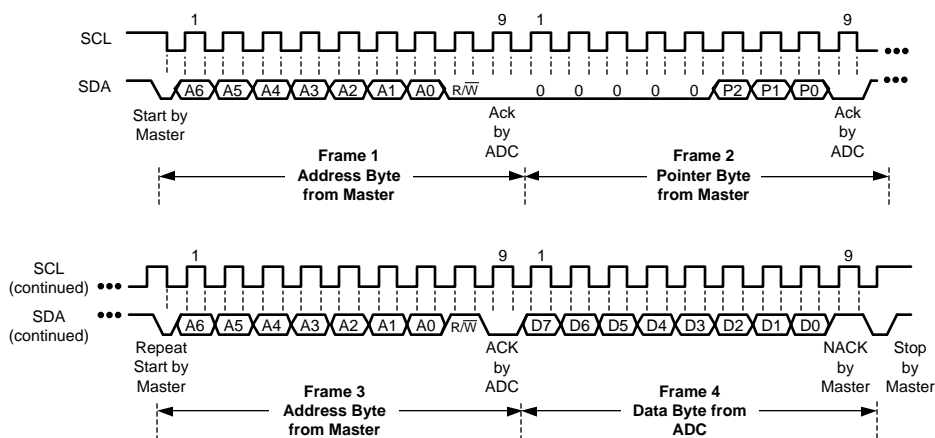 1 9 1 9
SCL •••
SDA A6 A5 A4 A3 A2 A1 A0 R/W̅ 0 0 0 0 0 P2 P1 P0 •••
Start by
Master
Ack
by
ADC
Ack
by
ADC
Frame 1
Address Byte
from Master
Frame 2
Pointer Byte
from Master
1 9 1 9
SCL
(continued) •••
SDA
(continued) ••• A6 A5 A4 A3 A2 A1 A0 R/W̅ D7 D6 D5 D4 D3 D2 D1 D0
Repeat
Start by
Master
ACK
by
ADC
NACK
by
Master
Stop
by
Master
Frame 3
Address Byte
from Master
Frame 4
Data Byte from
ADC